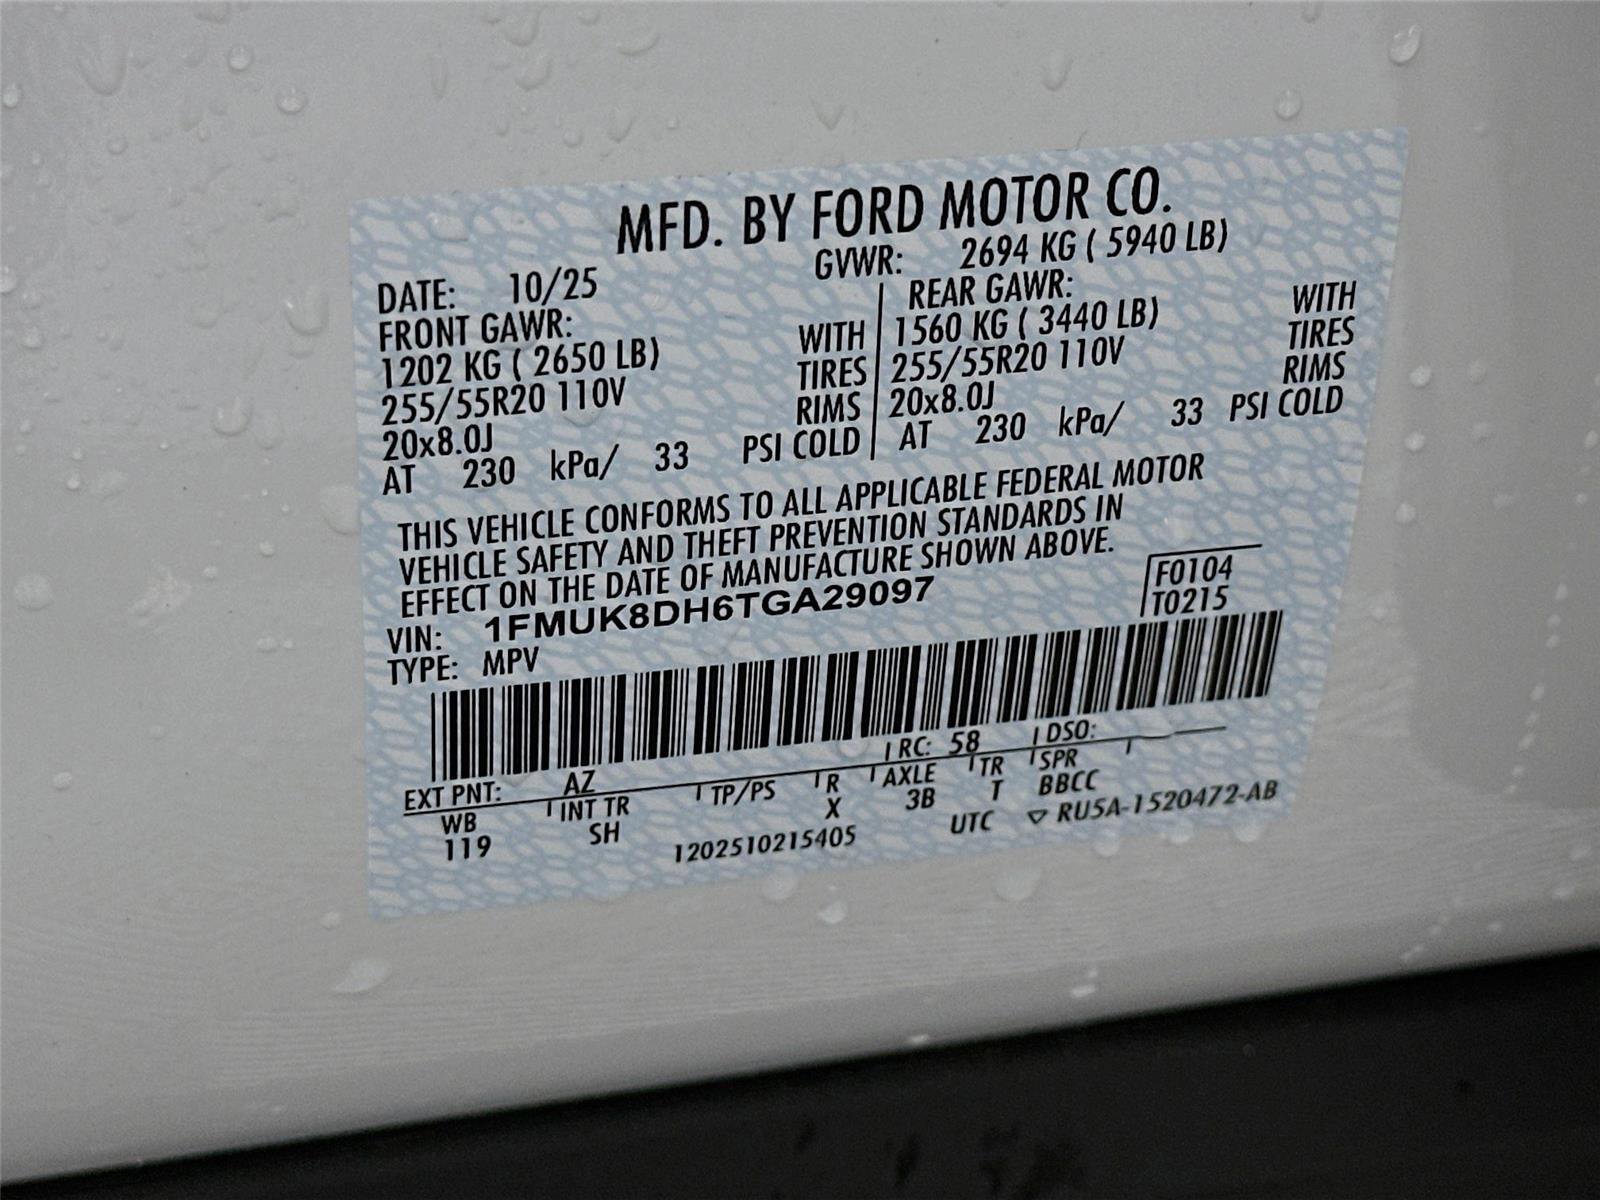 MFD. BY FORD MOTOR CO.
DATE: 10/25 GVWR: 2694 KG ( 5940 LB)
FRONT GAWR: REAR GAWR:
1202 KG ( 2650 LB) WITH 1560 KG ( 3440 LB) WITH
255/55R20 110V TIRES 255/55R20 110V TIRES
20x8.0J RIMS 20x8.0J RIMS
AT 230 kPa/ 33 PSI COLD AT 230 kPa/ 33 PSI COLD
THIS VEHICLE CONFORMS TO ALL APPLICABLE FEDERAL MOTOR
VEHICLE SAFETY AND THEFT PREVENTION STANDARDS IN
EFFECT ON THE DATE OF MANUFACTURE SHOWN ABOVE.
VIN: 1FMUK8DH6TGA29097 F0104
TYPE: MPV T0215
EXT PNT: AZ RC: 58 DSO:
WB INT TR TP/PS R AXLE TR SPR
119 SH X 3B T BBCC
1202510215405 UTC ▽ RU5A-1520472-AB